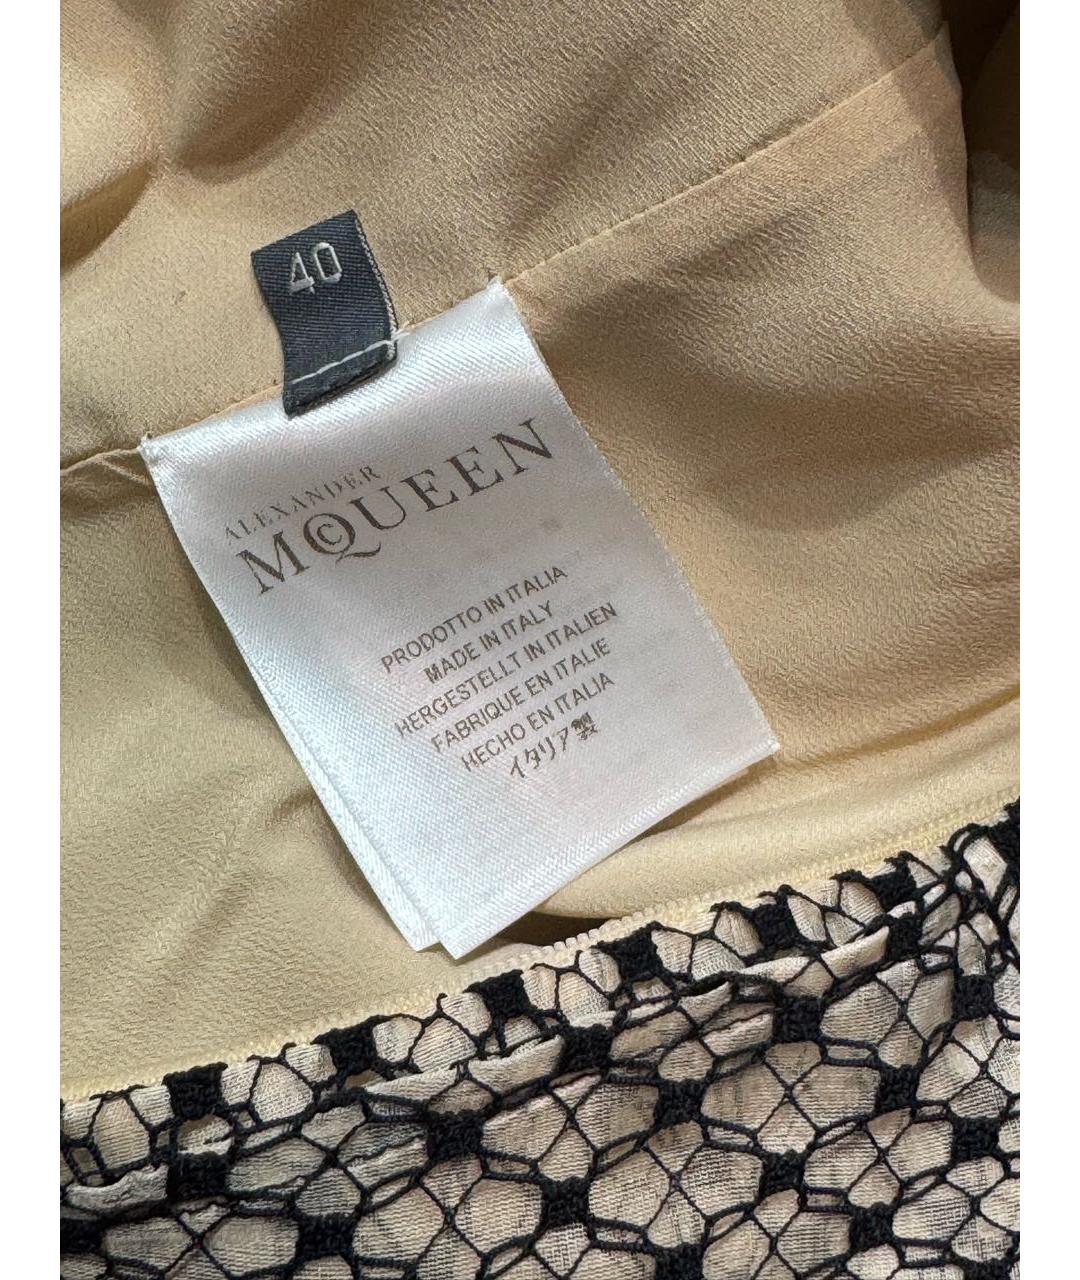 40
ALEXANDER
MCQUEEN
PRODOTTO IN ITALIA
MADE IN ITALY
HERGESTELLT IN ITALIEN
FABRIQUE EN ITALIE
HECHO EN ITALIA
イタリア製